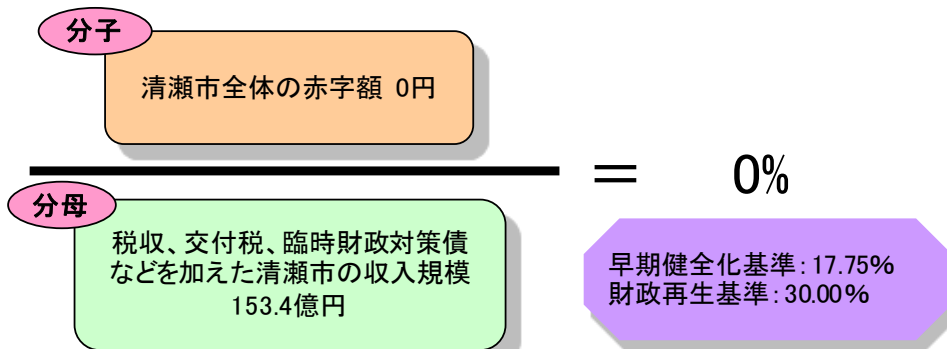 分子
清瀬市全体の赤字額 0円
= 0%
分母
税収、交付税、臨時財政対策債
などを加えた清瀬市の収入規模
153.4億円
早期健全化基準:17.75%
財政再生基準:30.00%